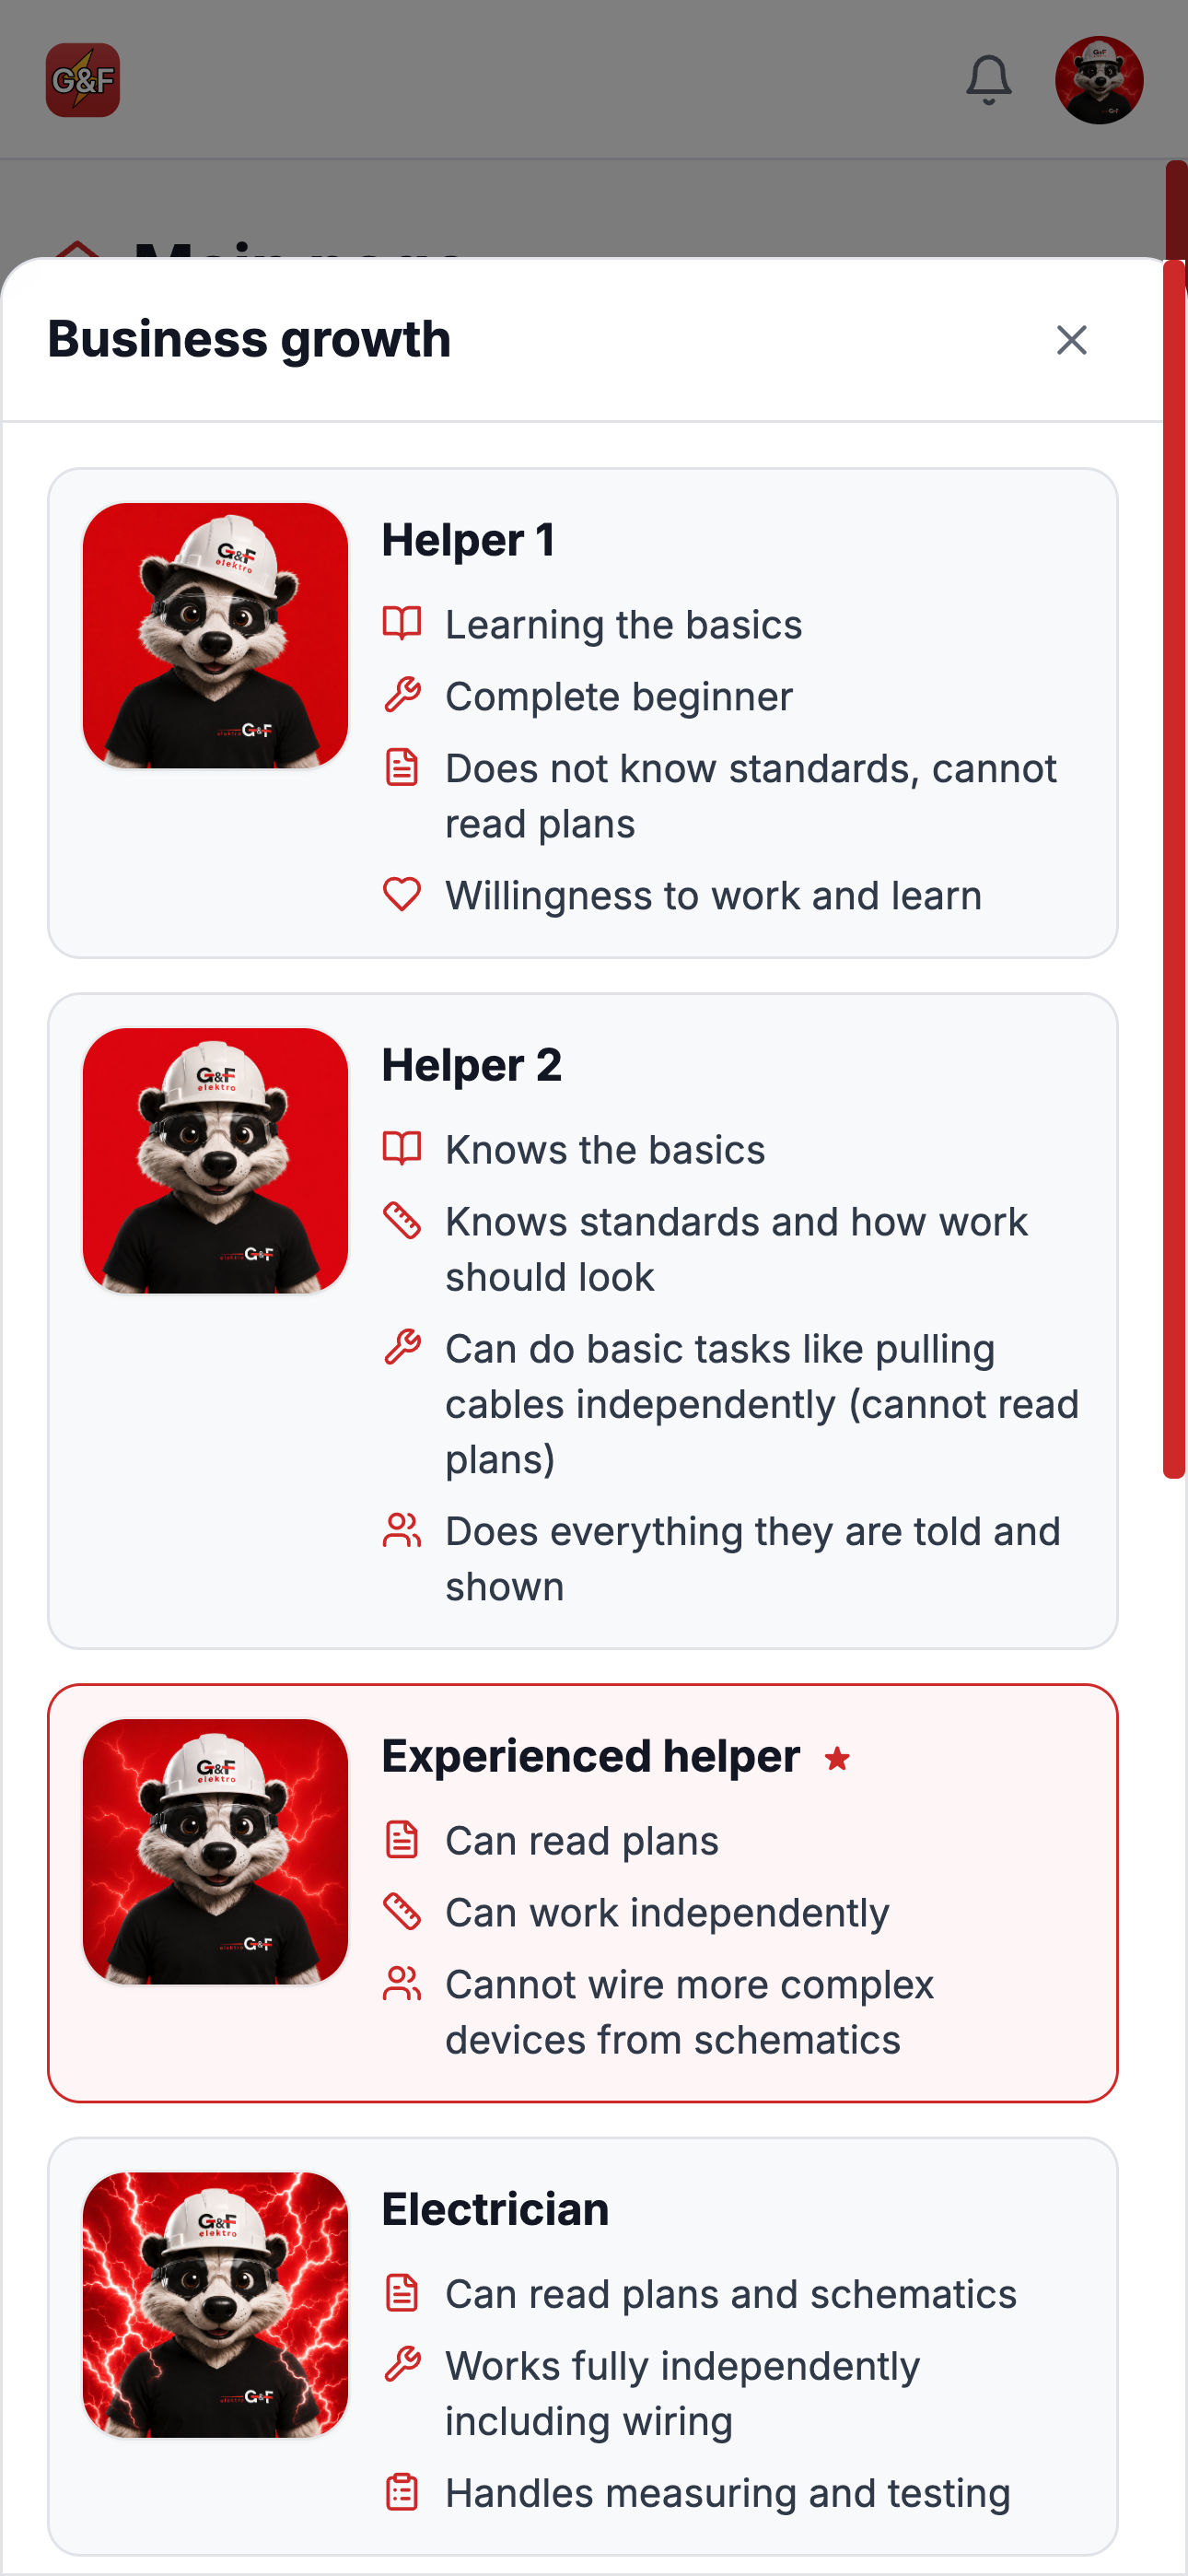 G&F
Business growth
G&F
elektro
G&F
Helper 1
Learning the basics
Complete beginner
Does not know standards, cannot
read plans
Willingness to work and learn
G&F
elektro
G&F
Helper 2
Knows the basics
Knows standards and how work
should look
Can do basic tasks like pulling
cables independently (cannot read
plans)
Does everything they are told and
shown
G&F
elektro
G&F
Experienced helper
Can read plans
Can work independently
Cannot wire more complex
devices from schematics
G&F
elektro
G&F
Electrician
Can read plans and schematics
Works fully independently
including wiring
Handles measuring and testing